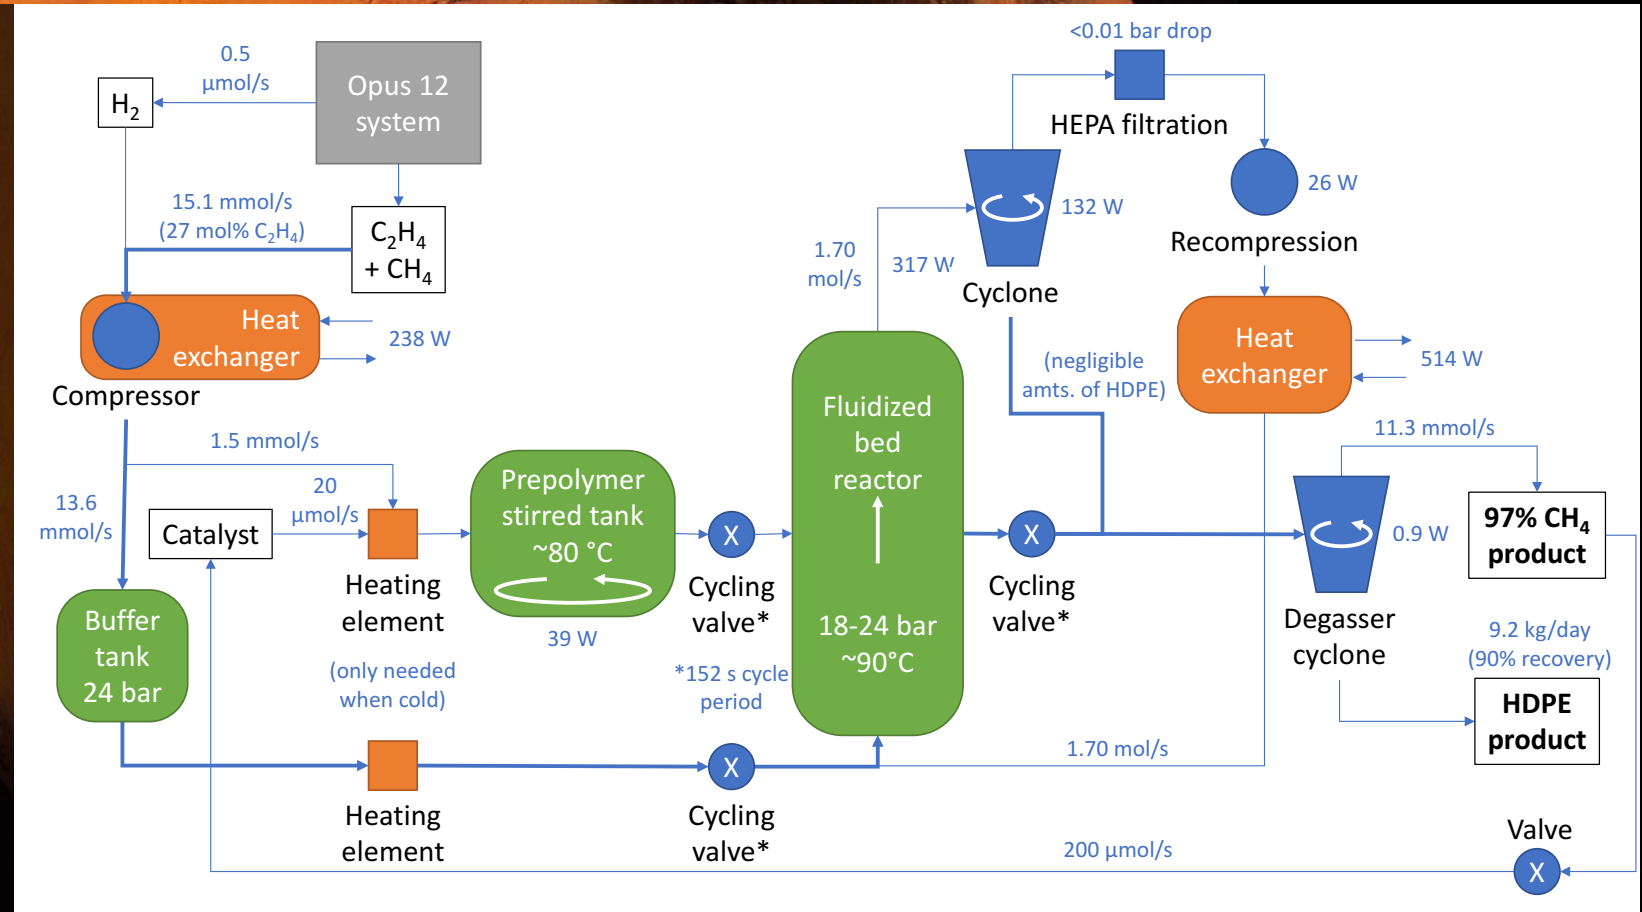 <0.01 bar drop
0.5
µmol/s
Opus 12
system
H₂
HEPA filtration
15.1 mmol/s
(27 mol% C₂H₄)
C₂H₄
+ CH₄
132 W
26 W
Recompression
1.70
mol/s
317 W
Cyclone
Heat
exchanger
238 W
Compressor
Heat
exchanger
514 W
(negligible
amts. of HDPE)
Fluidized
bed
reactor
18-24 bar
~90°C
1.5 mmol/s
11.3 mmol/s
13.6
mmol/s
20
µmol/s
Catalyst
Prepolymer
stirred tank
~80 °C
39 W
X
X
97% CH₄
product
0.9 W
Heating
element
(only needed
when cold)
Cycling
valve*
*152 s cycle
period
Cycling
valve*
Degasser
cyclone
9.2 kg/day
(90% recovery)
HDPE
product
Buffer
tank
24 bar
X
1.70 mol/s
Heating
element
Cycling
valve*
200 µmol/s
Valve
X